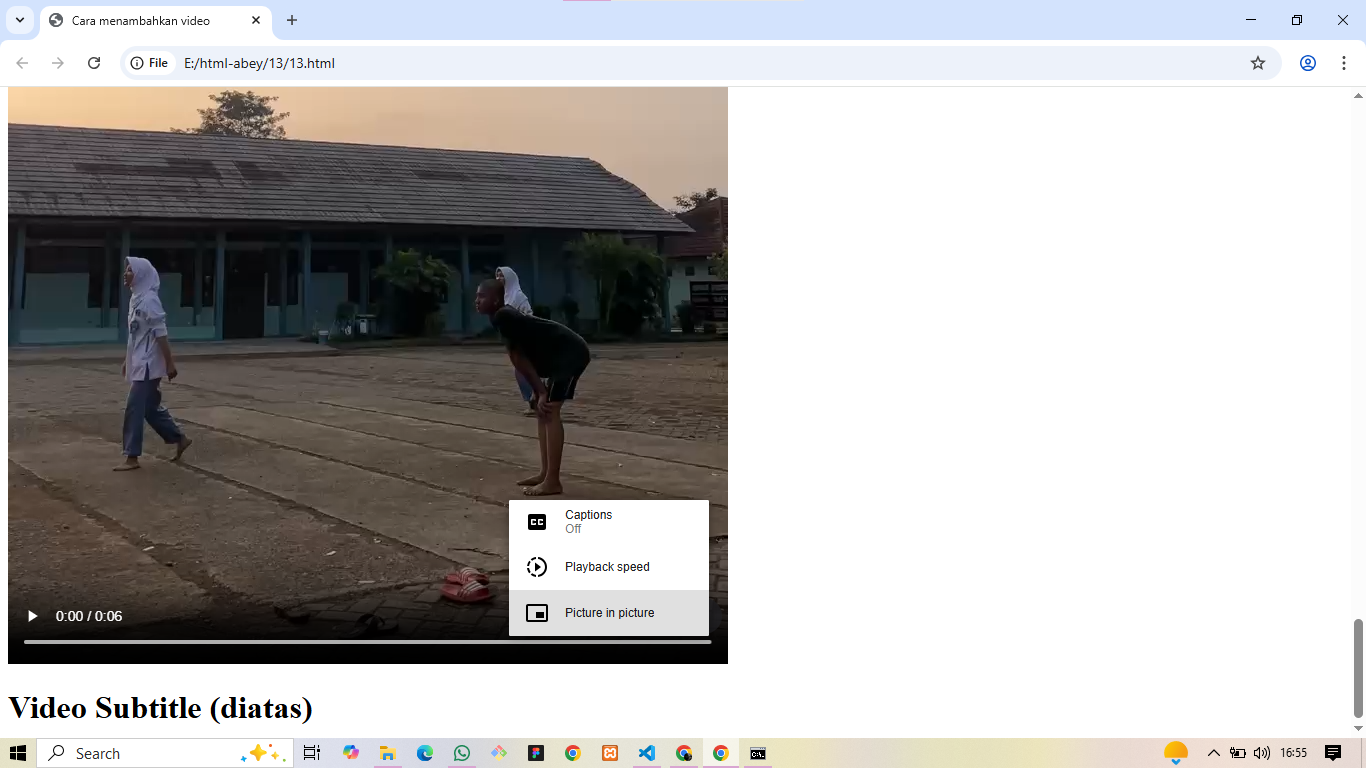 Cara menambahkan video
File
E:/html-abey/13/13.html
Captions
Off
Playback speed
Picture in picture
0:00 / 0:06
Video Subtitle (diatas)
Search
16:55